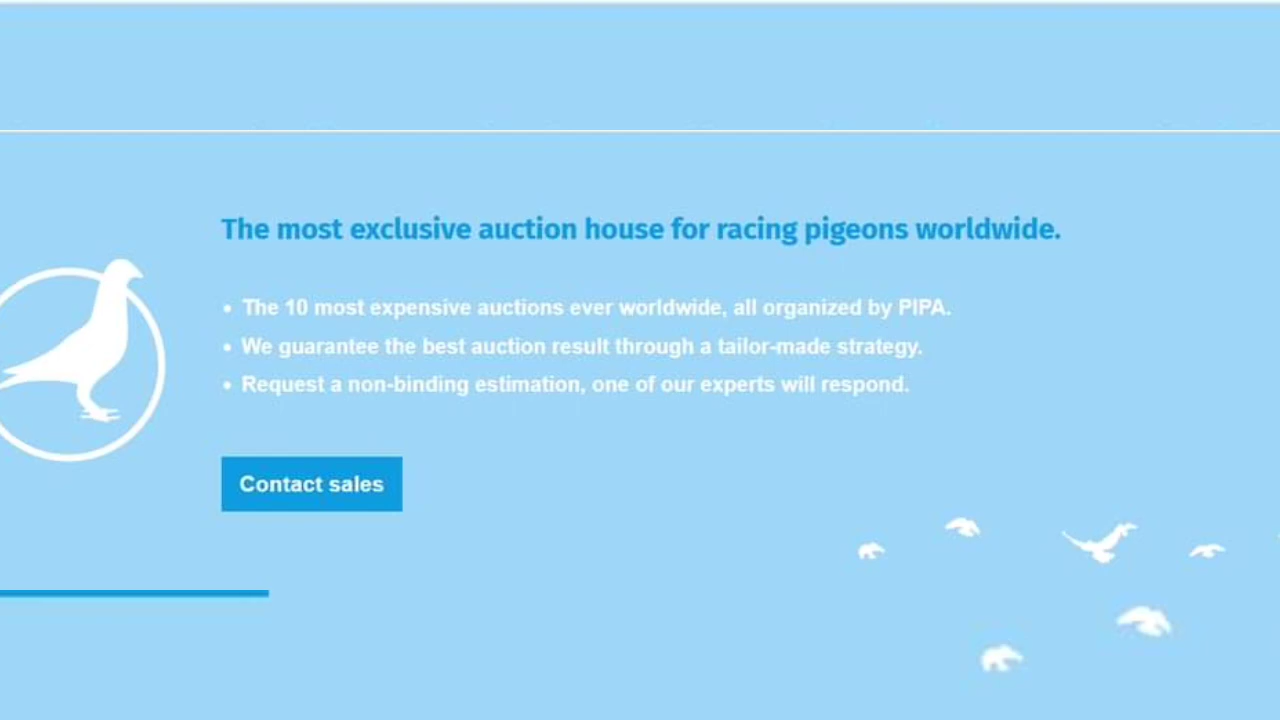 The most exclusive auction house for racing pigeons worldwide.
• The 10 most expensive auctions ever worldwide, all organized by PIPA.
• We guarantee the best auction result through a tailor-made strategy.
• Request a non-binding estimation, one of our experts will respond.
Contact sales